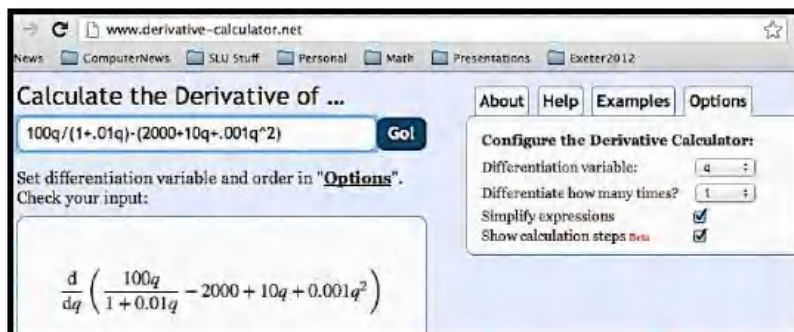 www.derivative-calculator.net
News ComputerNews SLU Stuff Personal Math Presentations Exeter2012
Calculate the Derivative of ...
100q/(1+.01q)-(2000+10q+.001q^2) Go!
Set differentiation variable and order in "Options".
Check your input:
d/dq ( 100q/(1 + 0.01q) − 2000 + 10q + 0.001q² )
About Help Examples Options
Configure the Derivative Calculator:
Differentiation variable: q
Differentiate how many times? 1
Simplify expressions
Show calculation steps Beta